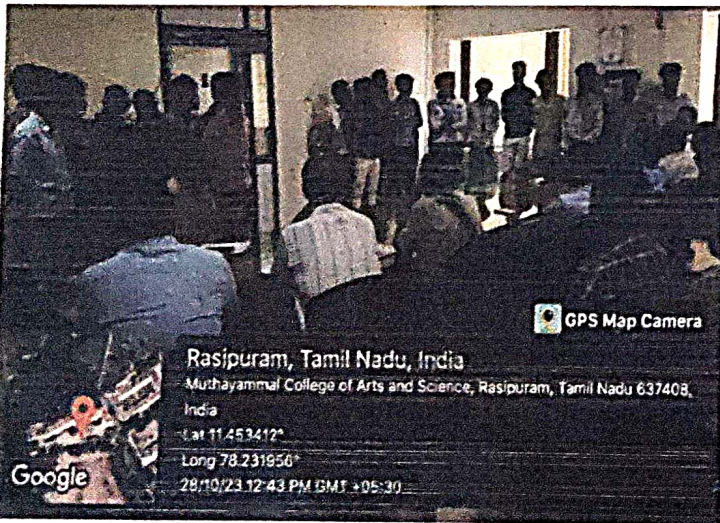 GPS Map Camera
Rasipuram, Tamil Nadu, India
Muthayammal College of Arts and Science, Rasipuram, Tamil Nadu 637408,
India
Lat 11.453412°
Long 78.231956°
28/10/23 12:43 PM GMT +05:30
Google